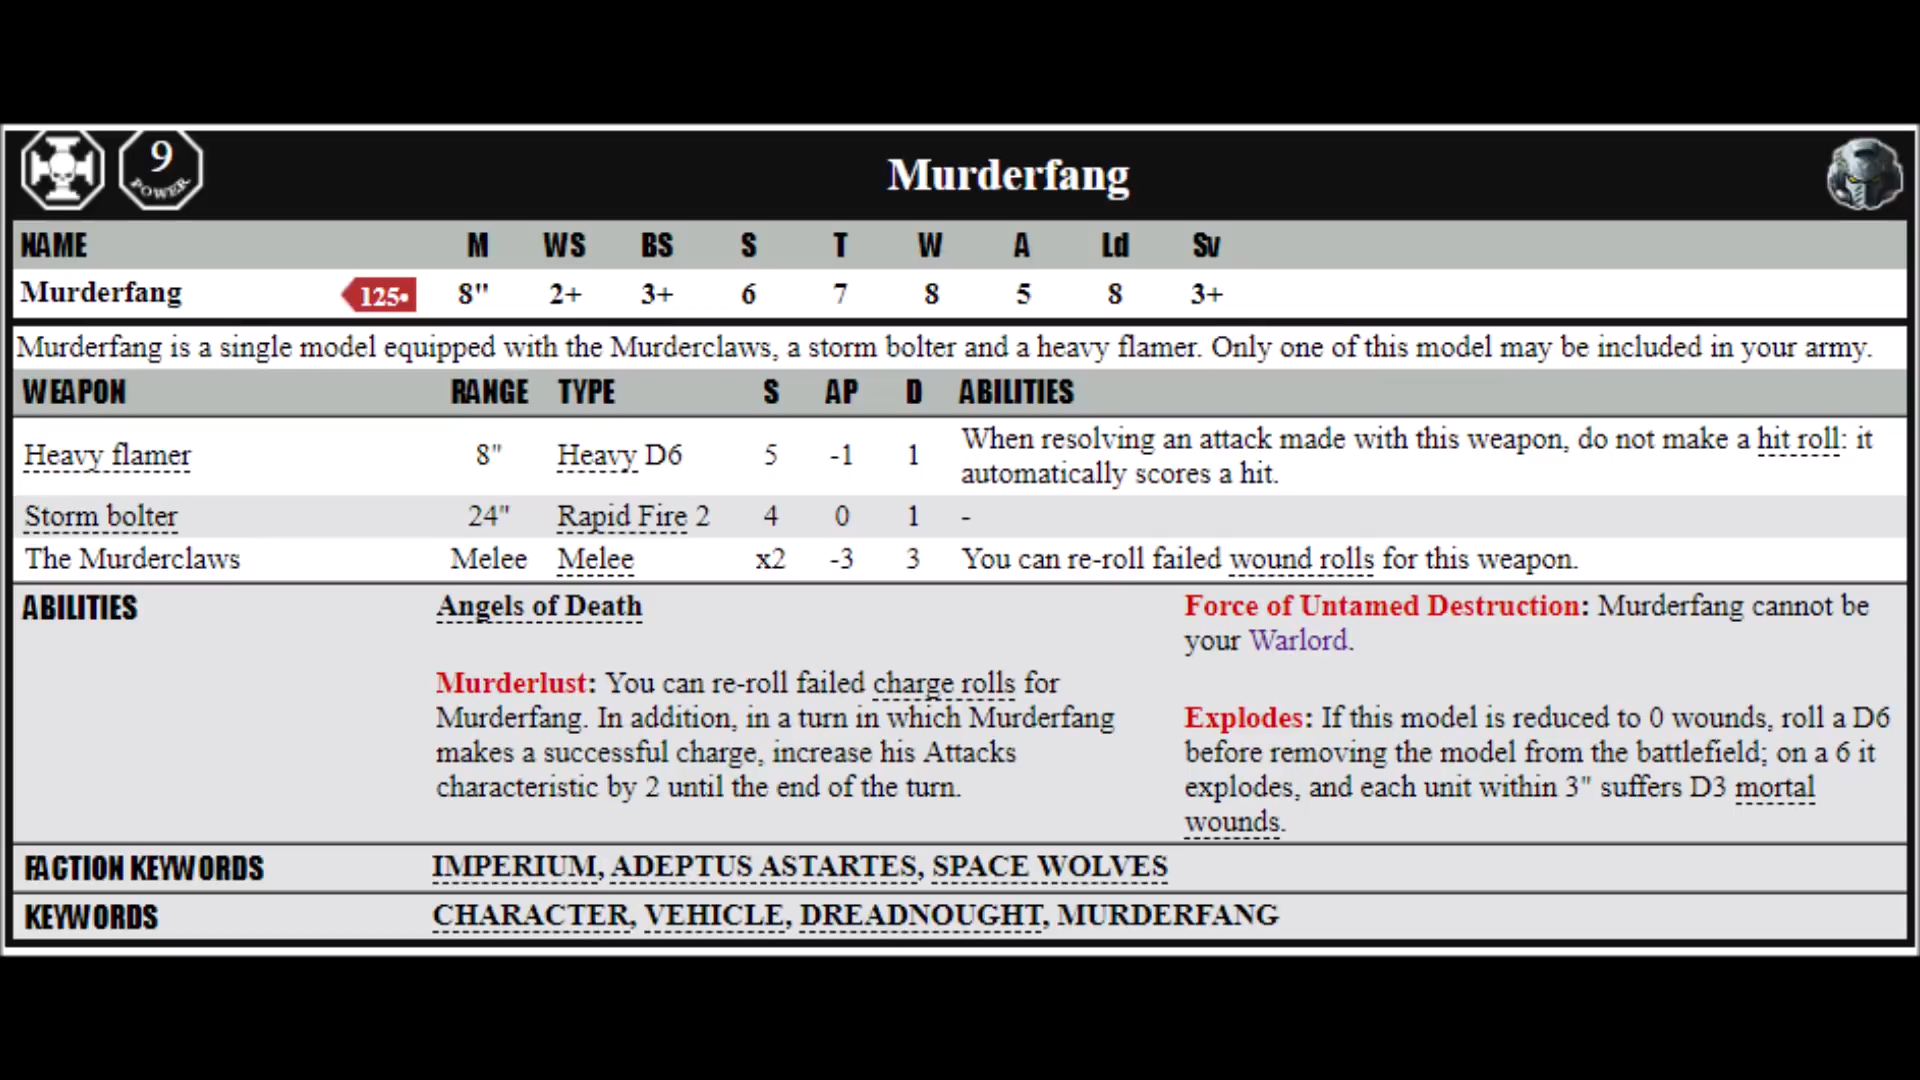 9
POWER
Murderfang
NAME M WS BS S T W A Ld Sv
Murderfang 125• 8" 2+ 3+ 6 7 8 5 8 3+
Murderfang is a single model equipped with the Murderclaws, a storm bolter and a heavy flamer. Only one of this model may be included in your army.
WEAPON RANGE TYPE S AP D ABILITIES
Heavy flamer 8" Heavy D6 5 -1 1 When resolving an attack made with this weapon, do not make a hit roll: it
automatically scores a hit.
Storm bolter 24" Rapid Fire 2 4 0 1 -
The Murderclaws Melee Melee x2 -3 3 You can re-roll failed wound rolls for this weapon.
ABILITIES
Angels of Death
Murderlust: You can re-roll failed charge rolls for
Murderfang. In addition, in a turn in which Murderfang
makes a successful charge, increase his Attacks
characteristic by 2 until the end of the turn.
Force of Untamed Destruction: Murderfang cannot be
your Warlord.
Explodes: If this model is reduced to 0 wounds, roll a D6
before removing the model from the battlefield; on a 6 it
explodes, and each unit within 3" suffers D3 mortal
wounds.
FACTION KEYWORDS IMPERIUM, ADEPTUS ASTARTES, SPACE WOLVES
KEYWORDS CHARACTER, VEHICLE, DREADNOUGHT, MURDERFANG